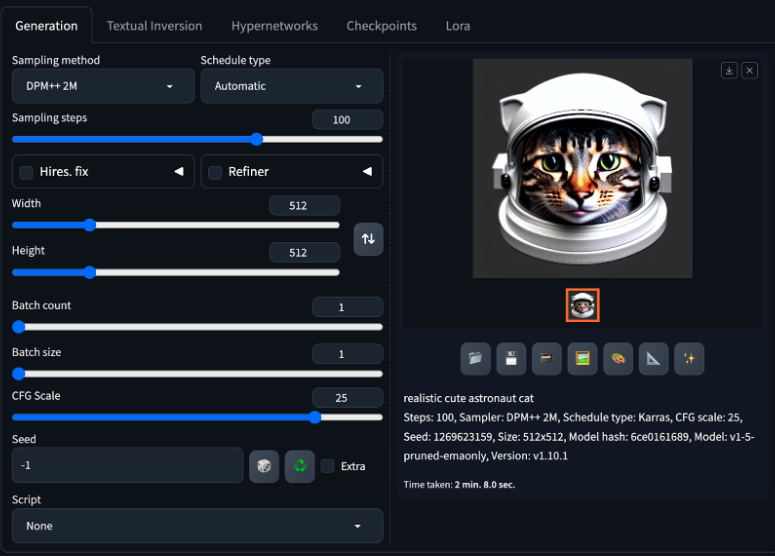 Generation Textual Inversion Hypernetworks Checkpoints Lora
Sampling method Schedule type
DPM++ 2M Automatic
Sampling steps 100
Hires. fix Refiner
Width 512
Height 512
Batch count 1
Batch size 1
CFG Scale 25
Seed
-1 Extra
Script
None
realistic cute astronaut cat
Steps: 100, Sampler: DPM++ 2M, Schedule type: Karras, CFG scale: 25,
Seed: 1269623159, Size: 512x512, Model hash: 6ce0161689, Model: v1-5-
pruned-emaonly, Version: v1.10.1
Time taken: 2 min. 8.0 sec.